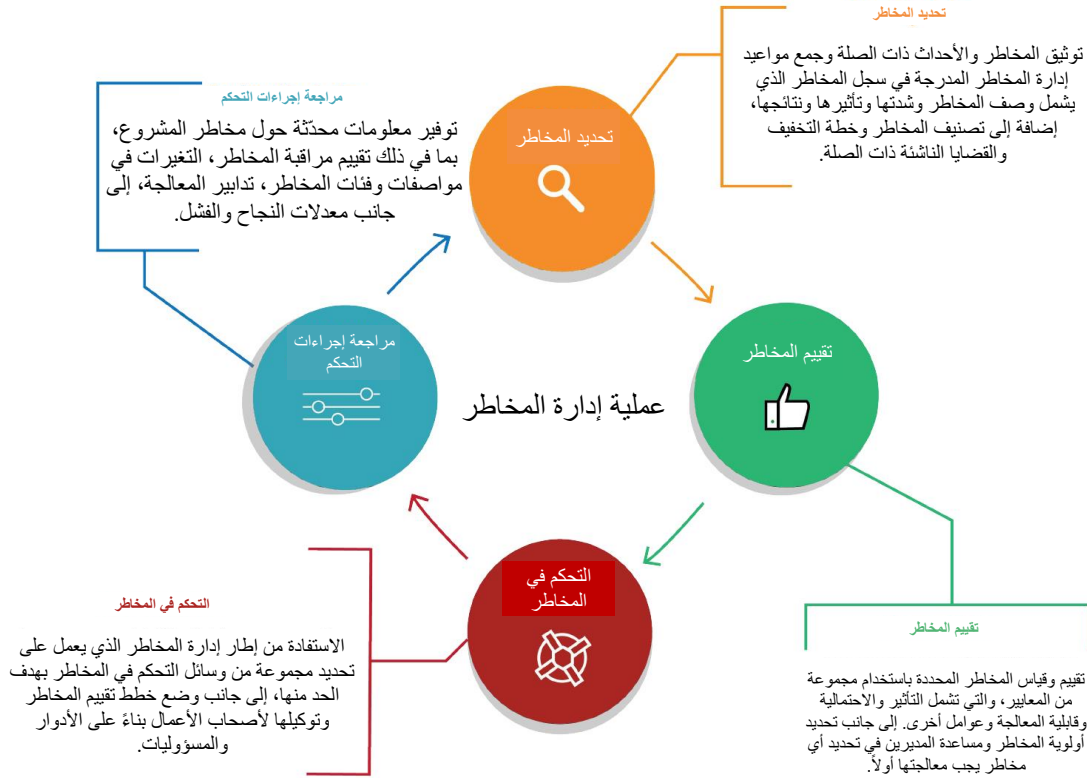 تحديد المخاطر
توثيق المخاطر والأحداث ذات الصلة وجمع مواعيد
إدارة المخاطر المدرجة في سجل المخاطر الذي
يشمل وصف المخاطر وشدتها وتأثيرها ونتائجها،
إضافة إلى تصنيف المخاطر وخطة التخفيف
والقضايا الناشئة ذات الصلة.
تحديد المخاطر
مراجعة إجراءات التحكم
توفير معلومات محدّثة حول مخاطر المشروع،
بما في ذلك تقييم مراقبة المخاطر، التغيرات في
مواصفات وفئات المخاطر، تدابير المعالجة، إلى
جانب معدلات النجاح والفشل.
مراجعة إجراءات
التحكم
تقييم المخاطر
عملية إدارة المخاطر
التحكم في
المخاطر
تقييم المخاطر
تقييم وقياس المخاطر المحددة باستخدام مجموعة
من المعايير، والتي تشمل التأثير والاحتمالية
وقابلية المعالجة وعوامل أخرى. إلى جانب تحديد
أولوية المخاطر ومساعدة المديرين في تحديد أي
مخاطر يجب معالجتها أولاً.
التحكم في المخاطر
الاستفادة من إطار إدارة المخاطر الذي يعمل على
تحديد مجموعة من وسائل التحكم في المخاطر بهدف
الحد منها، إلى جانب وضع خطط تقييم المخاطر
وتوكيلها لأصحاب الأعمال بناءً على الأدوار
والمسؤوليات.